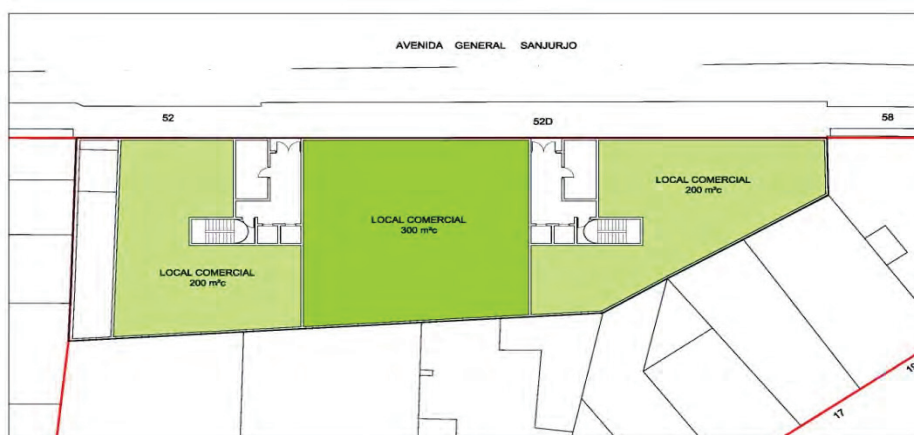 AVENIDA GENERAL SANJURJO
52
52D
58
LOCAL COMERCIAL
200 m²c
LOCAL COMERCIAL
300 m²c
LOCAL COMERCIAL
200 m²c
17